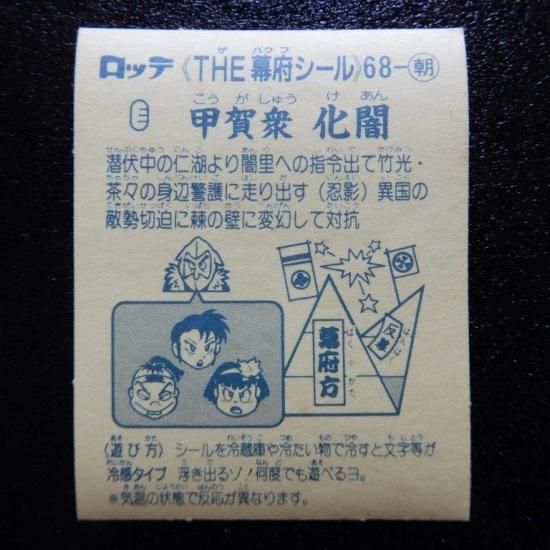 ロッテ《THE 幕府シール》68-朝
甲賀衆 化闇
潜伏中の仁湖より闇里への指令出て竹光・
茶々の身辺警護に走り出す（忍影）異国の
敵勢切迫に棘の壁に変幻して対抗
幕府方
反幕
〈遊び方〉シールを冷蔵庫や冷たい物で冷すと文字等が
冷感タイプ 浮き出るゾ！何度でも遊べるヨ。
※気温の状態で反応が異なります。